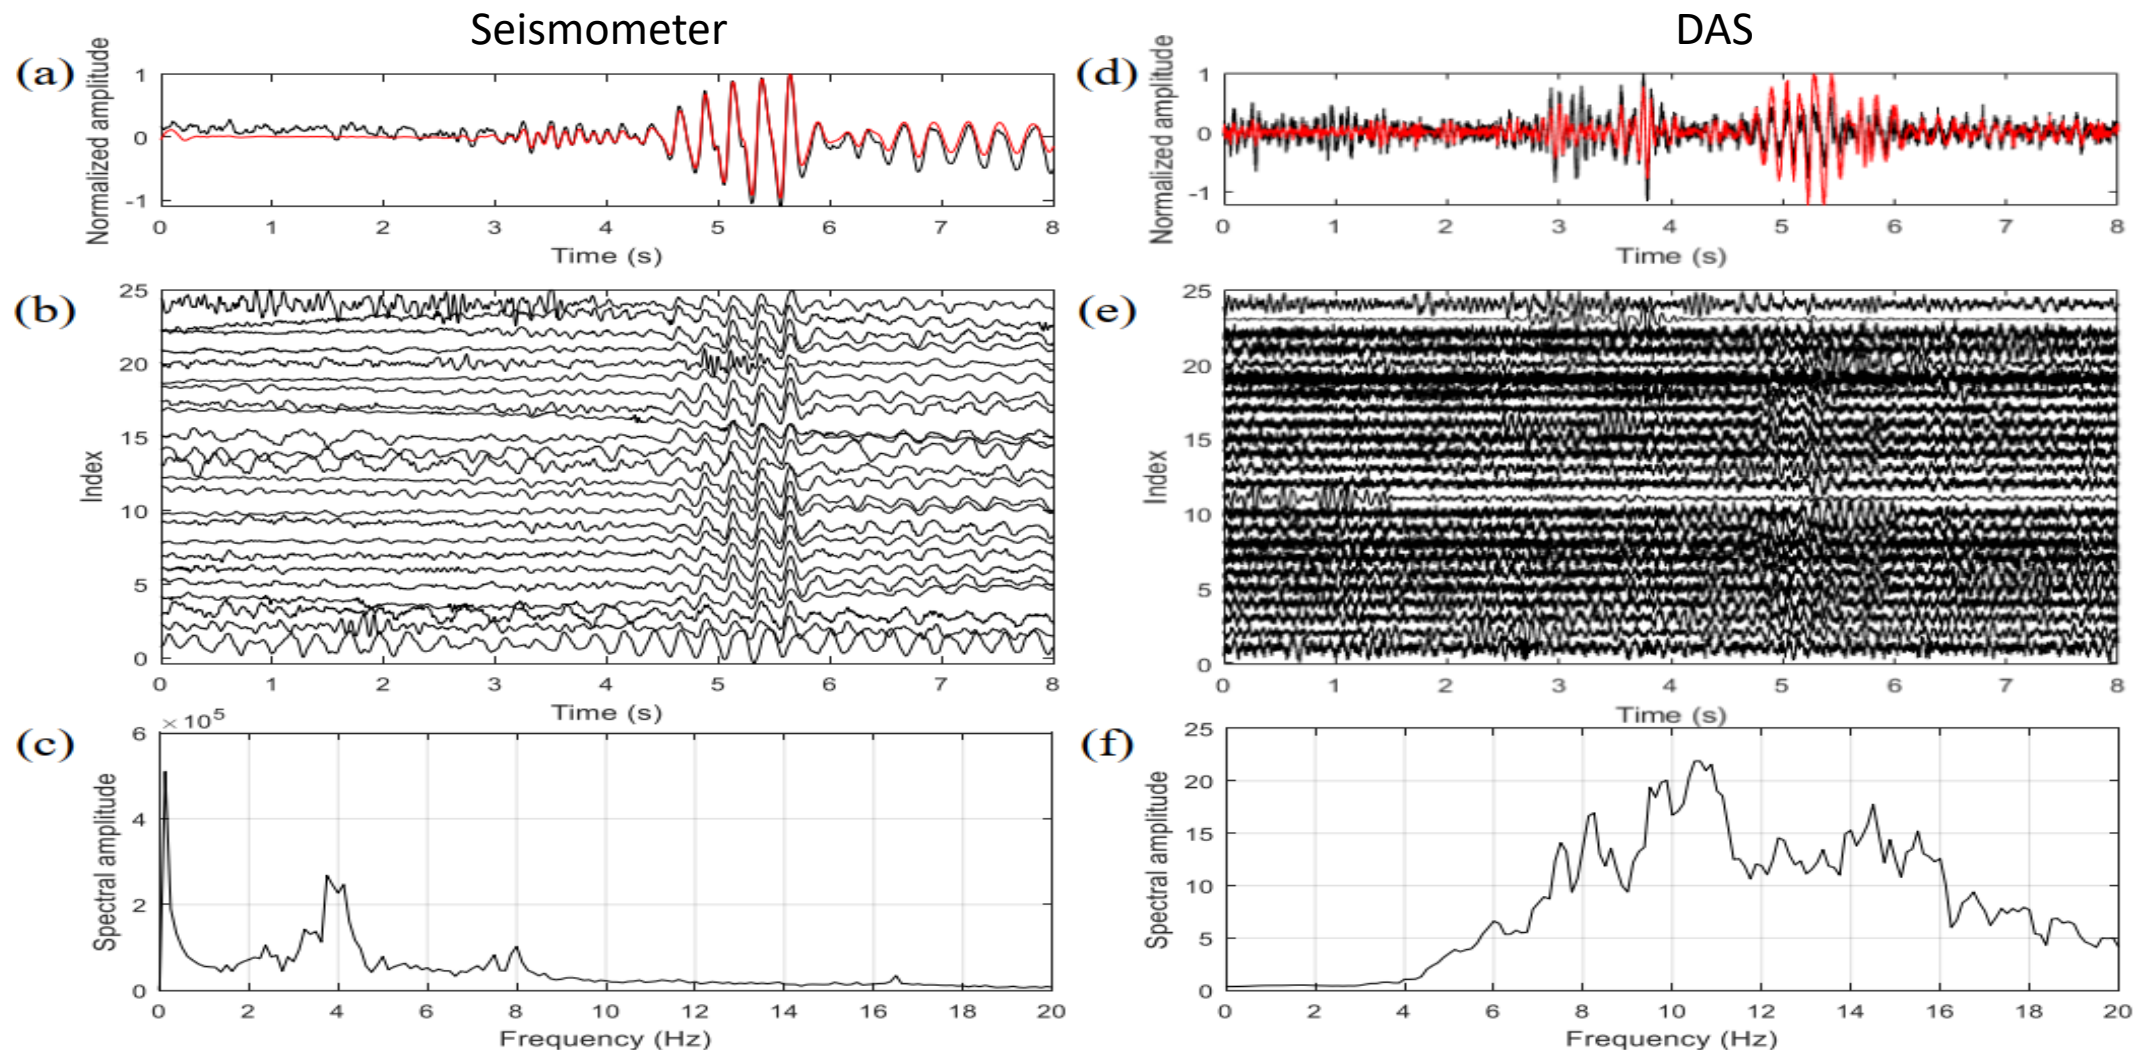 Seismometer
DAS
(a)
Normalized amplitude
1
0
-1
0 1 2 3 4 5 6 7 8
Time (s)
(d)
Normalized amplitude
1
0
-1
0 1 2 3 4 5 6 7 8
Time (s)
(b)
Index
25
20
15
10
5
0
0 1 2 3 4 5 6 7 8
Time (s)
(e)
Index
25
20
15
10
5
0
0 1 2 3 4 5 6 7 8
Time (s)
(c)
Spectral amplitude
× 10⁵
6
4
2
0
0 2 4 6 8 10 12 14 16 18 20
Frequency (Hz)
(f)
Spectral amplitude
25
20
15
10
5
0
0 2 4 6 8 10 12 14 16 18 20
Frequency (Hz)